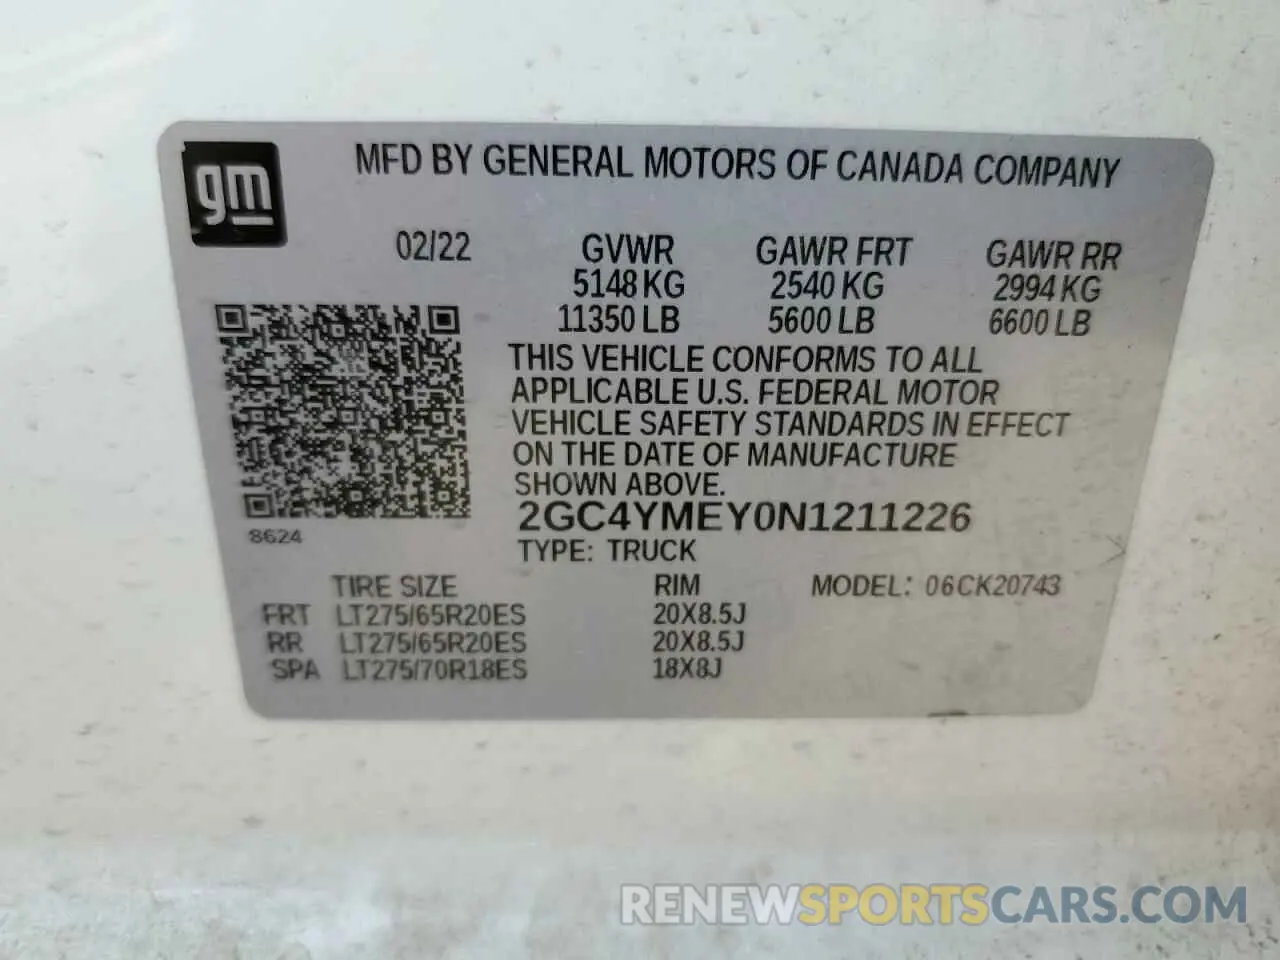 gm
MFD BY GENERAL MOTORS OF CANADA COMPANY
02/22 GVWR GAWR FRT GAWR RR
5148 KG 2540 KG 2994 KG
11350 LB 5600 LB 6600 LB
THIS VEHICLE CONFORMS TO ALL
APPLICABLE U.S. FEDERAL MOTOR
VEHICLE SAFETY STANDARDS IN EFFECT
ON THE DATE OF MANUFACTURE
SHOWN ABOVE.
2GC4YMEY0N1211226
8624
TYPE: TRUCK
TIRE SIZE RIM MODEL: 06CK20743
FRT LT275/65R20ES 20X8.5J
RR LT275/65R20ES 20X8.5J
SPA LT275/70R18ES 18X8J
RENEWSPORTSCARS.COM